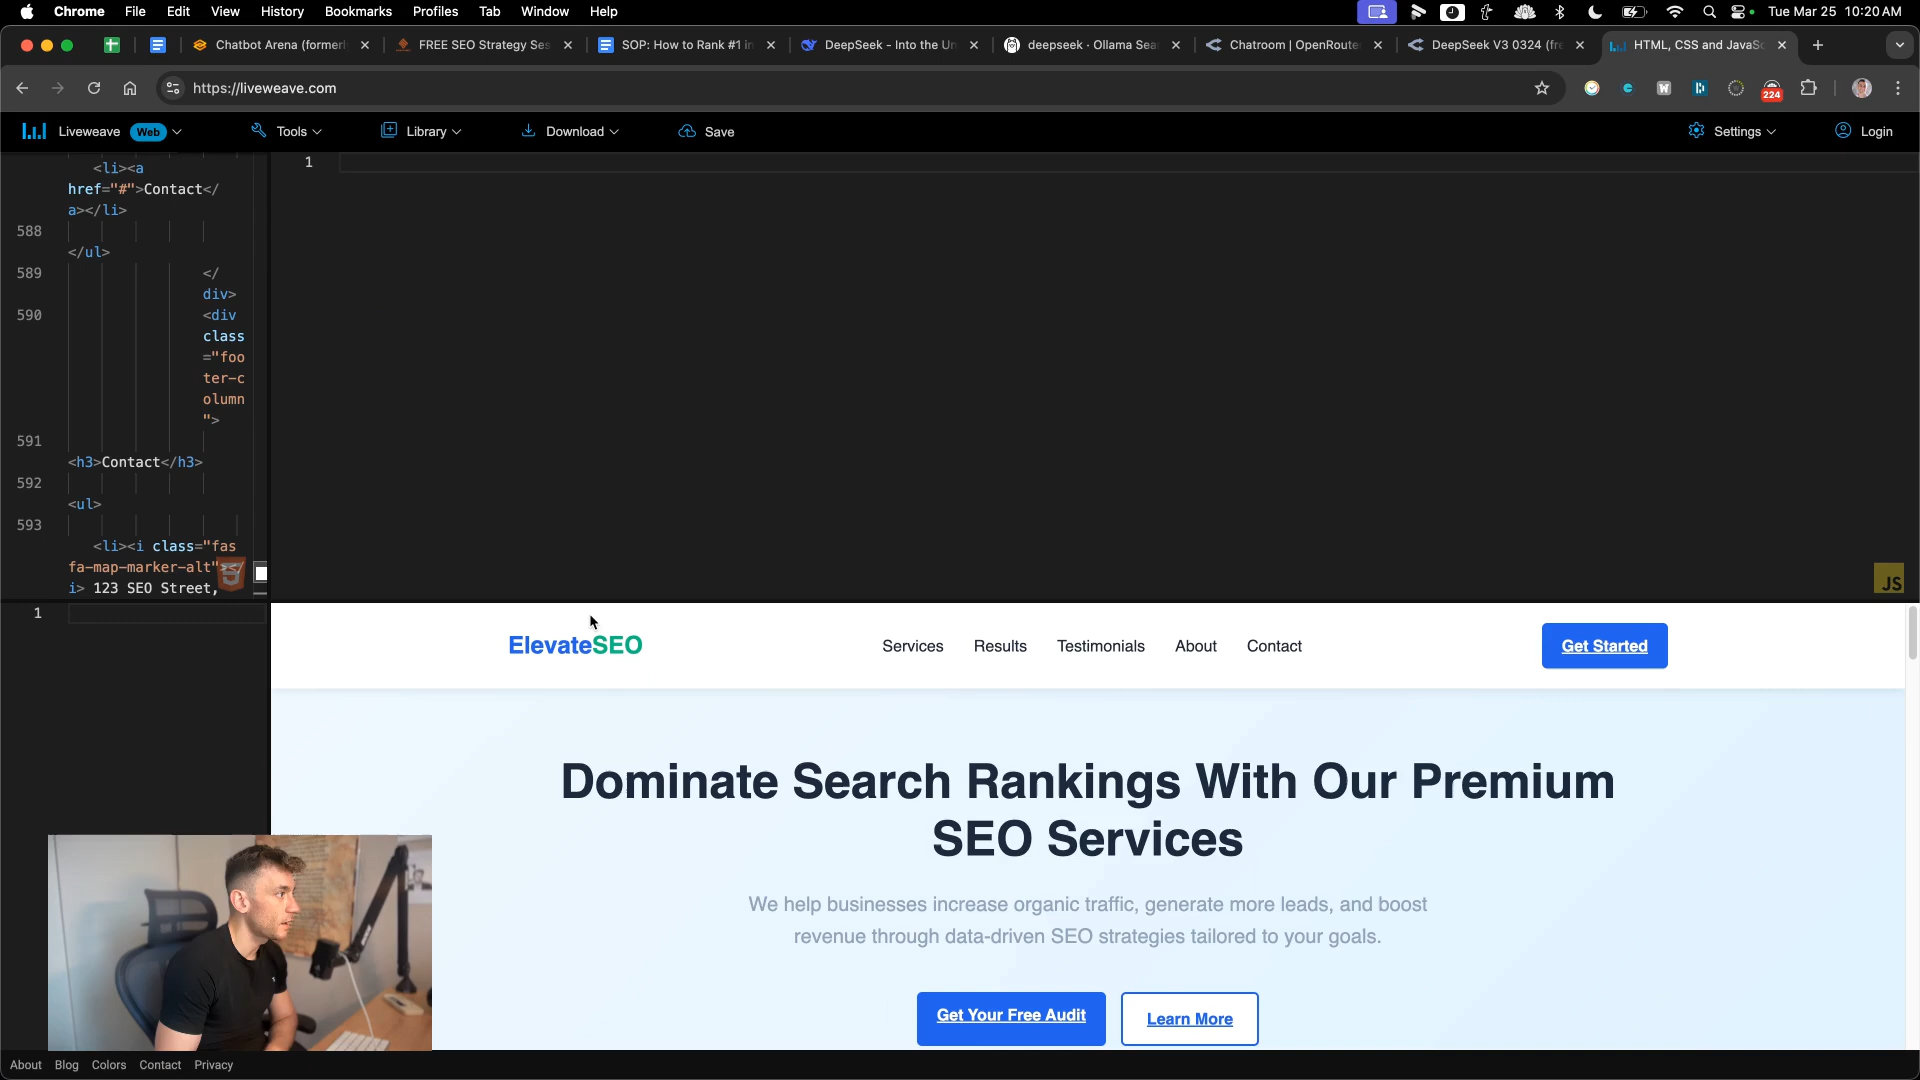 Chrome File Edit View History Bookmarks Profiles Tab Window Help Tue Mar 25 10:20 AM
Chatbot Arena (former FREE SEO Strategy Ses SOP: How to Rank #1 in DeepSeek - Into the Un deepseek · Ollama Sea Chatroom | OpenRoute DeepSeek V3 0324 (fre HTML, CSS and JavaSc
https://liveweave.com 224
Liveweave Web Tools Library Download Save Settings Login
<li><a
href="#">Contact</
a></li>
588
</ul>
589 </
div>
590 <div
class
="foo
ter-c
olumn
">
591
<h3>Contact</h3>
592
<ul>
593
<li><i class="fas
fa-map-marker-alt"></
i> 123 SEO Street,
1
JS
1
ElevateSEO Services Results Testimonials About Contact Get Started
Dominate Search Rankings With Our Premium
SEO Services
We help businesses increase organic traffic, generate more leads, and boost
revenue through data-driven SEO strategies tailored to your goals.
Get Your Free Audit Learn More
About Blog Colors Contact Privacy